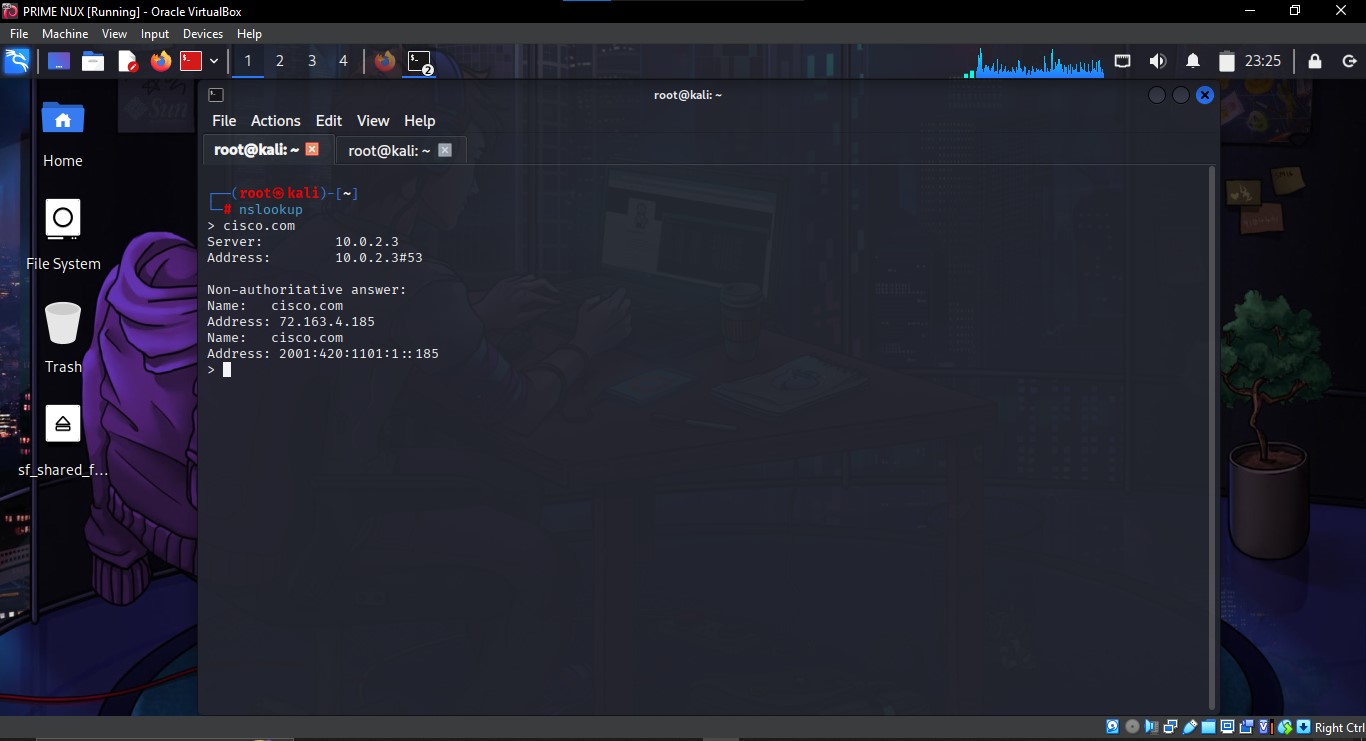 PRIME NUX [Running] - Oracle VirtualBox
File Machine View Input Devices Help
1 2 3 4 2 23:25
root@kali: ~
File Actions Edit View Help
root@kali: ~ root@kali: ~
Home
File System
Trash
sf_shared_f...
┌──(root㉿kali)-[~]
└─# nslookup
> cisco.com
Server: 10.0.2.3
Address: 10.0.2.3#53
Non-authoritative answer:
Name: cisco.com
Address: 72.163.4.185
Name: cisco.com
Address: 2001:420:1101:1::185
>
Right Ctrl